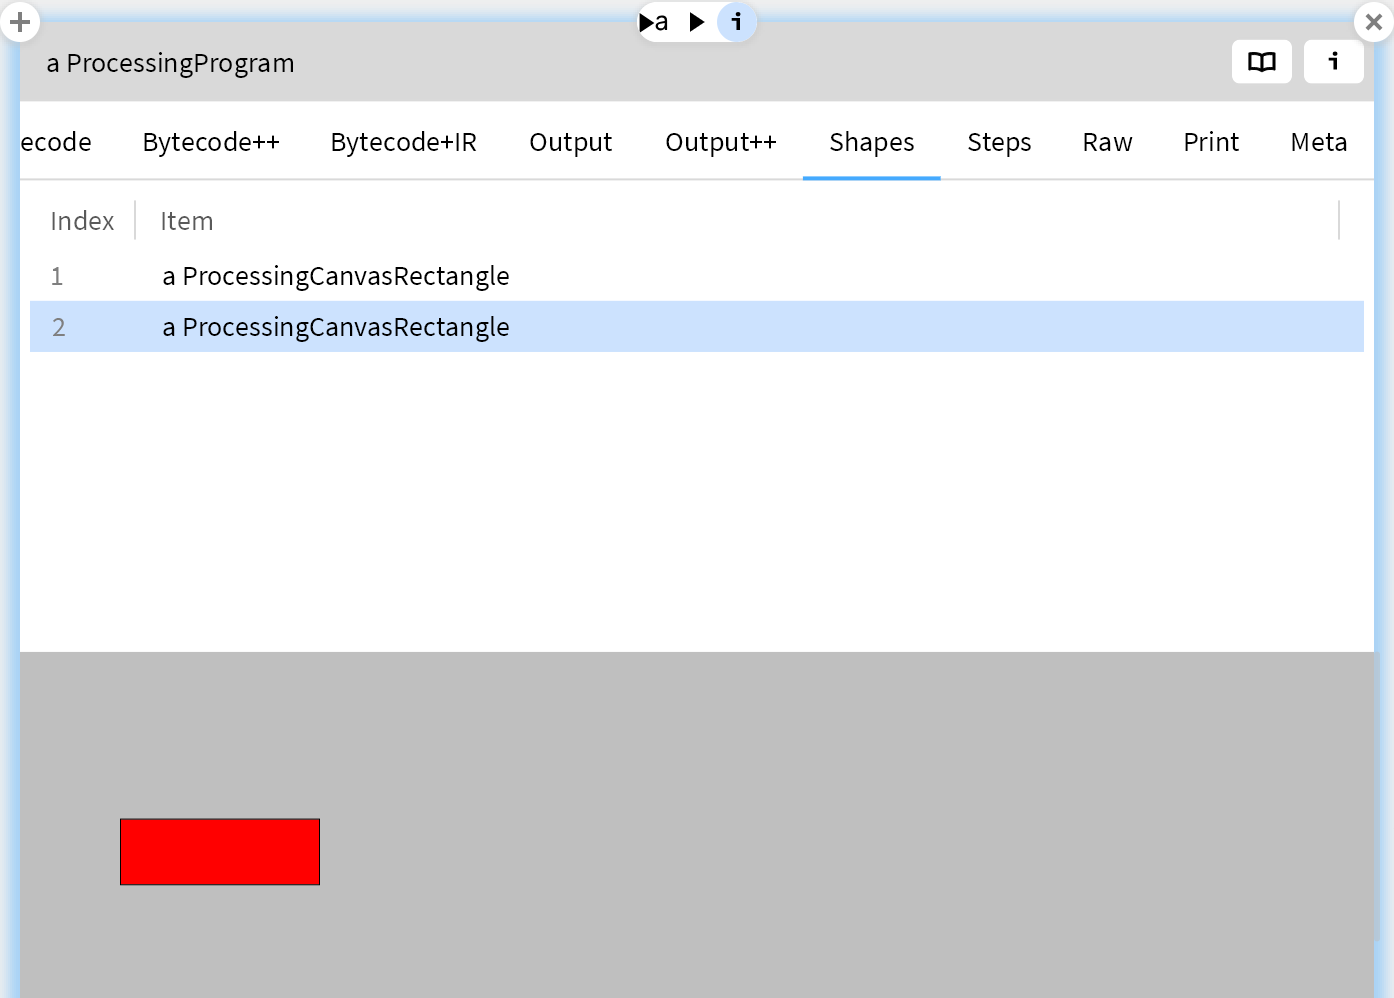 a
a ProcessingProgram
ecode Bytecode++ Bytecode+IR Output Output++ Shapes Steps Raw Print Meta
Index Item
1 a ProcessingCanvasRectangle
2 a ProcessingCanvasRectangle